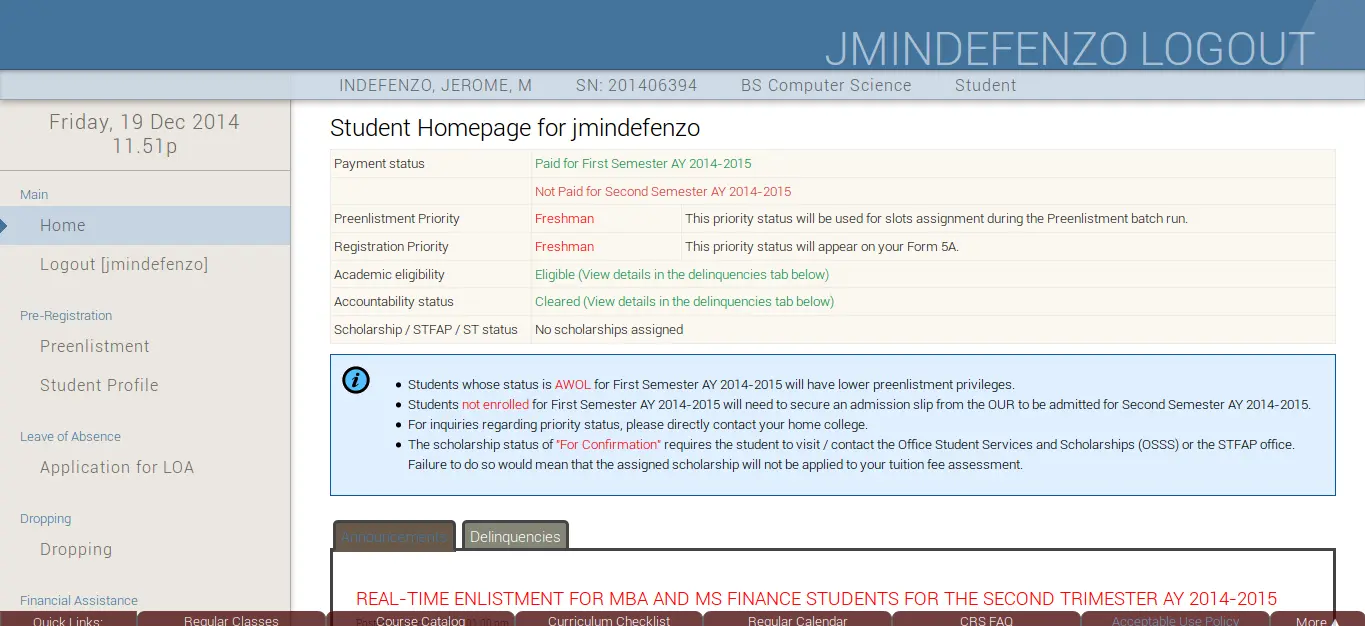 JMINDEFENZO LOGOUT
INDEFENZO, JEROME, M SN: 201406394 BS Computer Science Student
Friday, 19 Dec 2014
11.51p
Main
Home
Logout [jmindefenzo]
Pre-Registration
Preenlistment
Student Profile
Leave of Absence
Application for LOA
Dropping
Dropping
Financial Assistance
Student Homepage for jmindefenzo
Payment status Paid for First Semester AY 2014-2015
Not Paid for Second Semester AY 2014-2015
Preenlistment Priority Freshman This priority status will be used for slots assignment during the Preenlistment batch run.
Registration Priority Freshman This priority status will appear on your Form 5A.
Academic eligibility Eligible (View details in the delinquencies tab below)
Accountability status Cleared (View details in the delinquencies tab below)
Scholarship / STFAP / ST status No scholarships assigned
i
• Students whose status is AWOL for First Semester AY 2014-2015 will have lower preenlistment privileges.
• Students not enrolled for First Semester AY 2014-2015 will need to secure an admission slip from the OUR to be admitted for Second Semester AY 2014-2015.
• For inquiries regarding priority status, please directly contact your home college.
• The scholarship status of "For Confirmation" requires the student to visit / contact the Office Student Services and Scholarships (OSSS) or the STFAP office.
Failure to do so would mean that the assigned scholarship will not be applied to your tuition fee assessment.
Announcements Delinquencies
REAL-TIME ENLISTMENT FOR MBA AND MS FINANCE STUDENTS FOR THE SECOND TRIMESTER AY 2014-2015
Quick Links: Regular Classes Course Catalog Curriculum Checklist Regular Calendar CRS FAQ Acceptable Use Policy More ▲